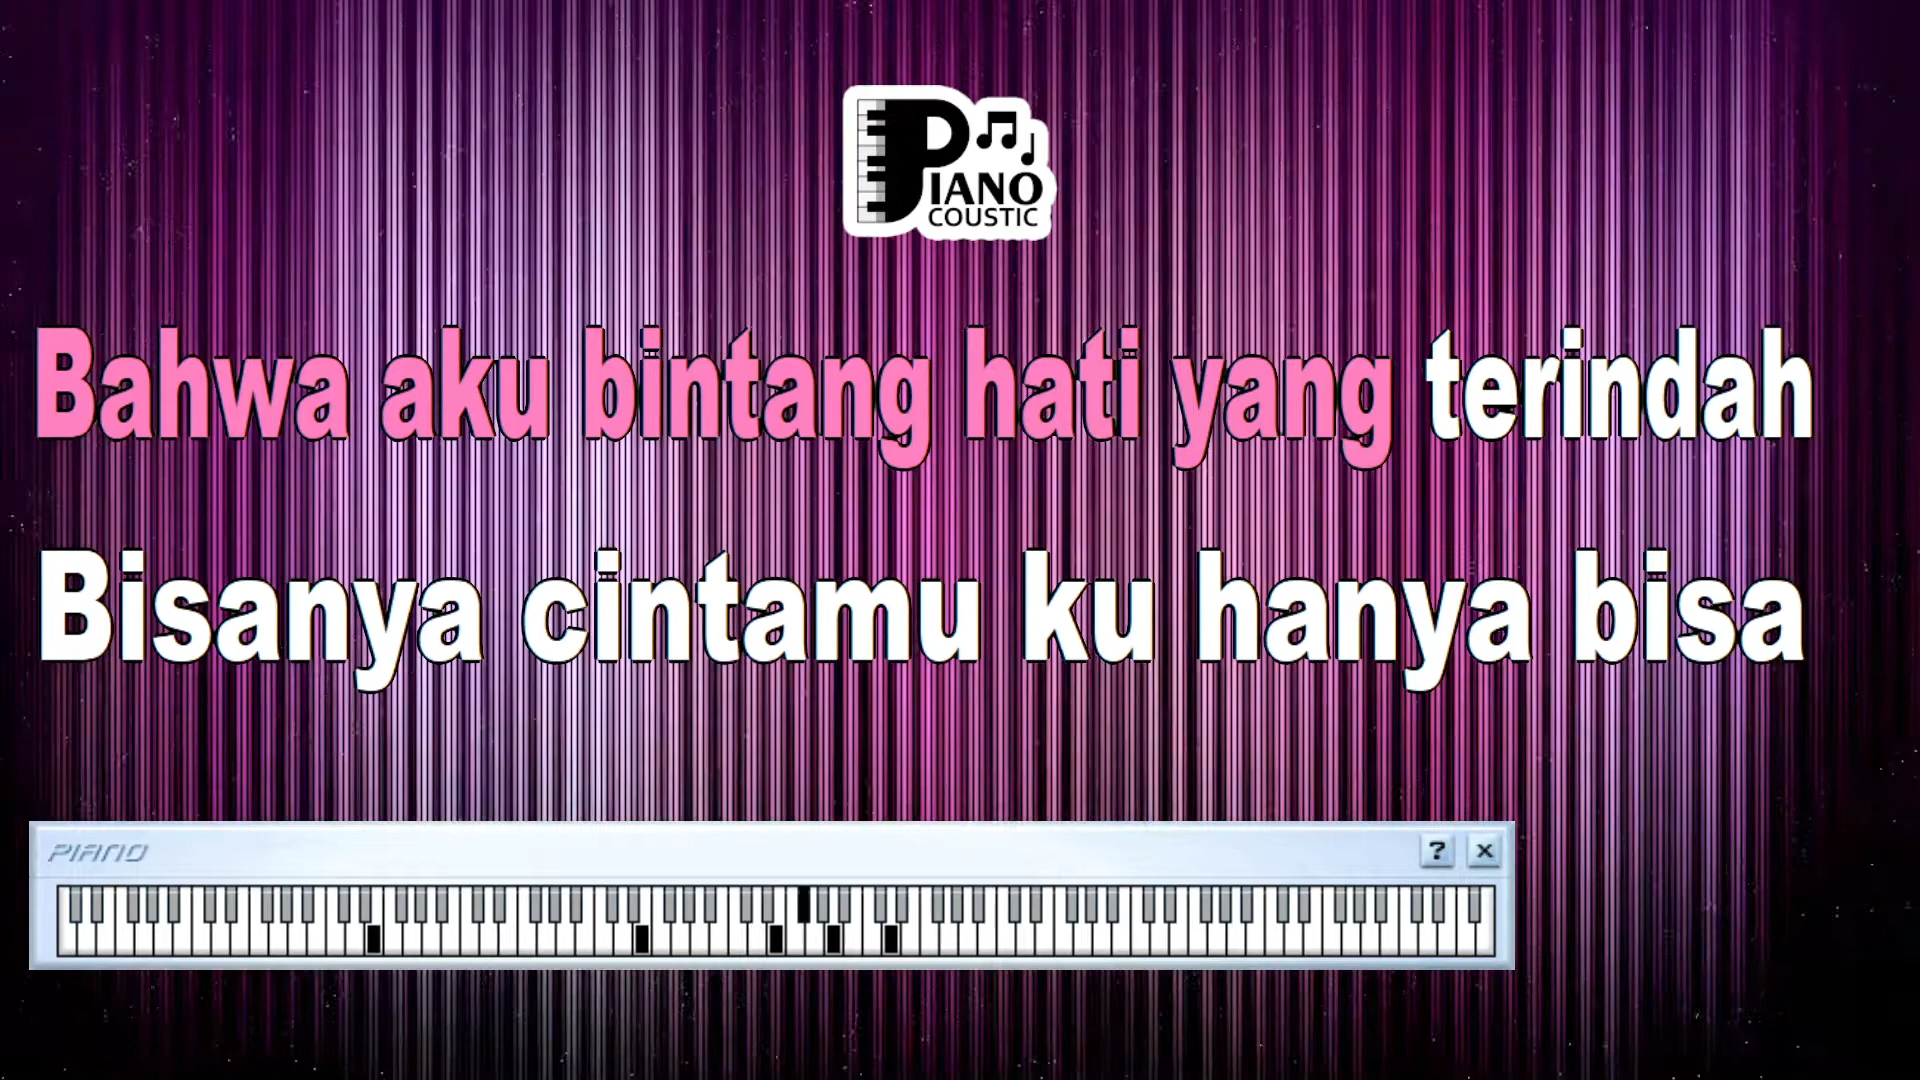 PIANO
COUSTIC
Bahwa aku bintang hati yang terindah
Bisanya cintamu ku hanya bisa
PIANO
? ×